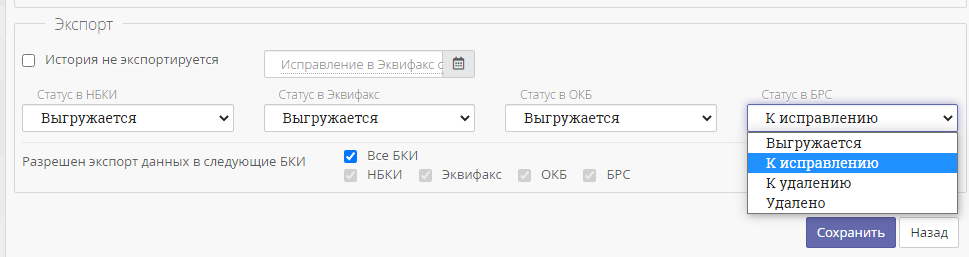 Экспорт
История не экспортируется
Исправление в Эквифакс с
Статус в НБКИ
Статус в Эквифакс
Статус в ОКБ
Статус в БРС
Выгружается
Выгружается
Выгружается
К исправлению
Выгружается
К исправлению
К удалению
Удалено
Разрешен экспорт данных в следующие БКИ
Все БКИ
НБКИ Эквифакс ОКБ БРС
Сохранить Назад